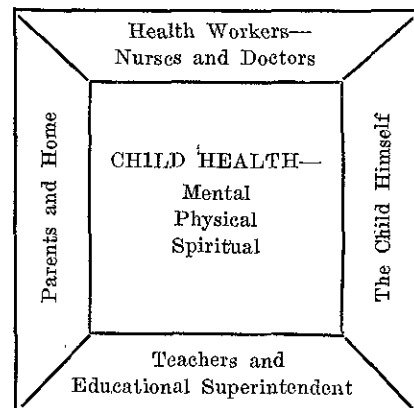 Health Workers—
Nurses and Doctors
Parents and Home
CHILD HEALTH—
Mental
Physical
Spiritual
The Child Himself
Teachers and
Educational Superintendent